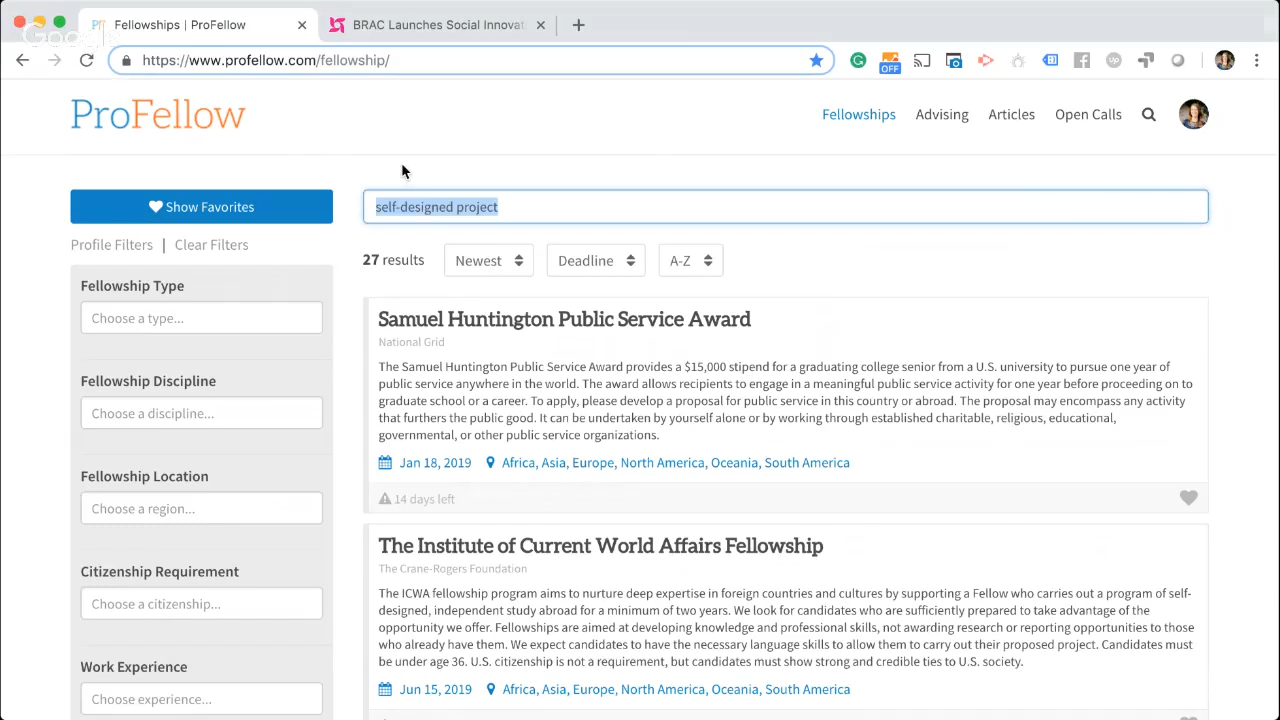 Fellowships | ProFellow
BRAC Launches Social Innovat
https://www.profellow.com/fellowship/
OFF
ProFellow
Fellowships
Advising
Articles
Open Calls
Show Favorites
self-designed project
Profile Filters | Clear Filters
27 results
Newest
Deadline
A-Z
Fellowship Type
Choose a type...
Fellowship Discipline
Choose a discipline...
Fellowship Location
Choose a region...
Citizenship Requirement
Choose a citizenship...
Work Experience
Choose experience...
Samuel Huntington Public Service Award
National Grid
The Samuel Huntington Public Service Award provides a $15,000 stipend for a graduating college senior from a U.S. university to pursue one year of
public service anywhere in the world. The award allows recipients to engage in a meaningful public service activity for one year before proceeding on to
graduate school or a career. To apply, please develop a proposal for public service in this country or abroad. The proposal may encompass any activity
that furthers the public good. It can be undertaken by yourself alone or by working through established charitable, religious, educational,
governmental, or other public service organizations.
Jan 18, 2019
Africa, Asia, Europe, North America, Oceania, South America
14 days left
The Institute of Current World Affairs Fellowship
The Crane-Rogers Foundation
The ICWA fellowship program aims to nurture deep expertise in foreign countries and cultures by supporting a Fellow who carries out a program of self-
designed, independent study abroad for a minimum of two years. We look for candidates who are sufficiently prepared to take advantage of the
opportunity we offer. Fellowships are aimed at developing knowledge and professional skills, not awarding research or reporting opportunities to those
who already have them. We expect candidates to have the necessary language skills to allow them to carry out their proposed project. Candidates must
be under age 36. U.S. citizenship is not a requirement, but candidates must show strong and credible ties to U.S. society.
Jun 15, 2019
Africa, Asia, Europe, North America, Oceania, South America